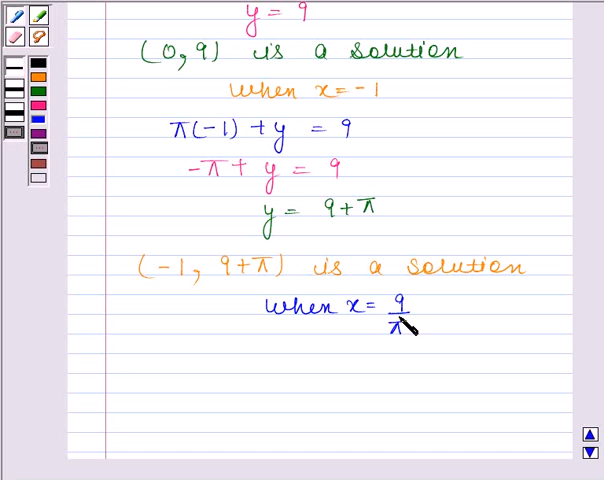 y = 9
(0, 9) is a solution
When x = -1
π(-1) + y = 9
-π + y = 9
y = 9 + π
(-1, 9+π) is a solution
When x = 9/π